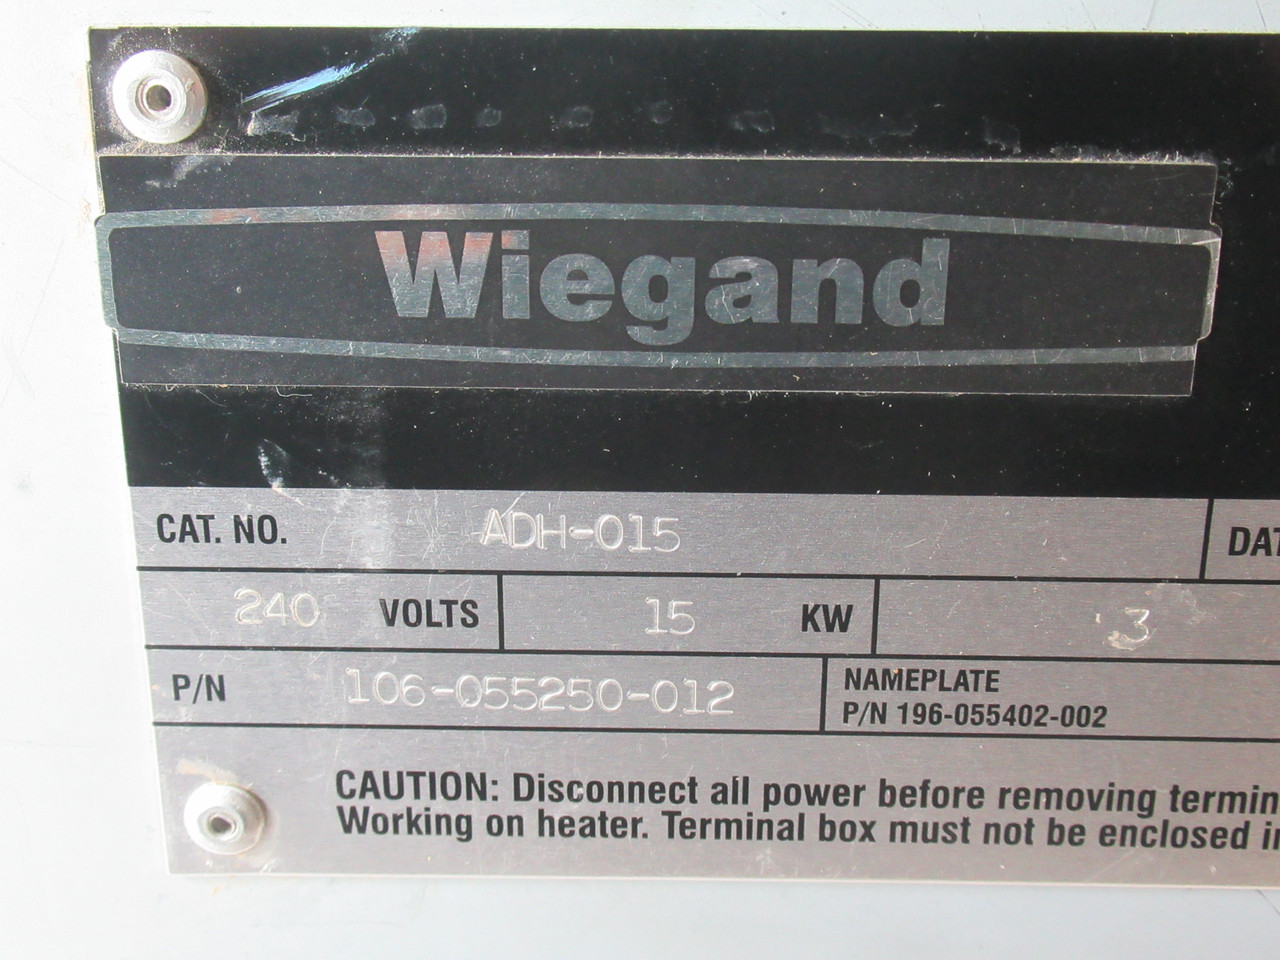 Wiegand
CAT. NO. ADH-015
240 VOLTS 15 KW 3
P/N 106-055250-012 NAMEPLATE
P/N 196-055402-002
CAUTION: Disconnect all power before removing
Working on heater. Terminal box must not be enclosed